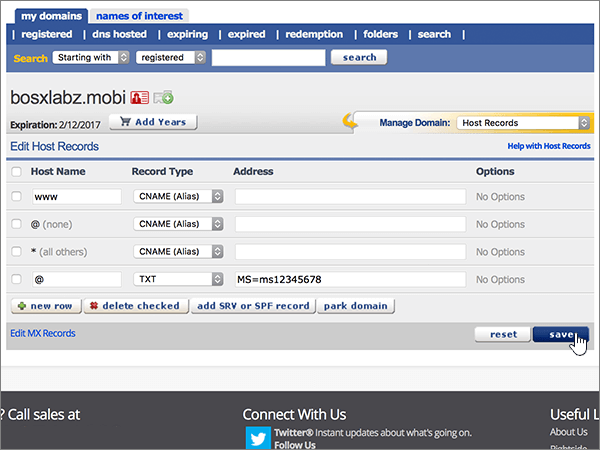 my domains names of interest
| registered | dns hosted | expiring | expired | redemption | folders | search |
Search Starting with registered search
bosxlabz.mobi
Expiration: 2/12/2017 Add Years Manage Domain: Host Records
Edit Host Records Help with Host Records
Host Name Record Type Address Options
www CNAME (Alias) No Options
@ (none) CNAME (Alias) No Options
* (all others) CNAME (Alias) No Options
@ TXT MS=ms12345678 No Options
new row delete checked add SRV or SPF record park domain
Edit MX Records reset save
? Call sales at Connect With Us Useful L
Twitter® Instant updates about what's going on. About Us
Follow Us Rightside